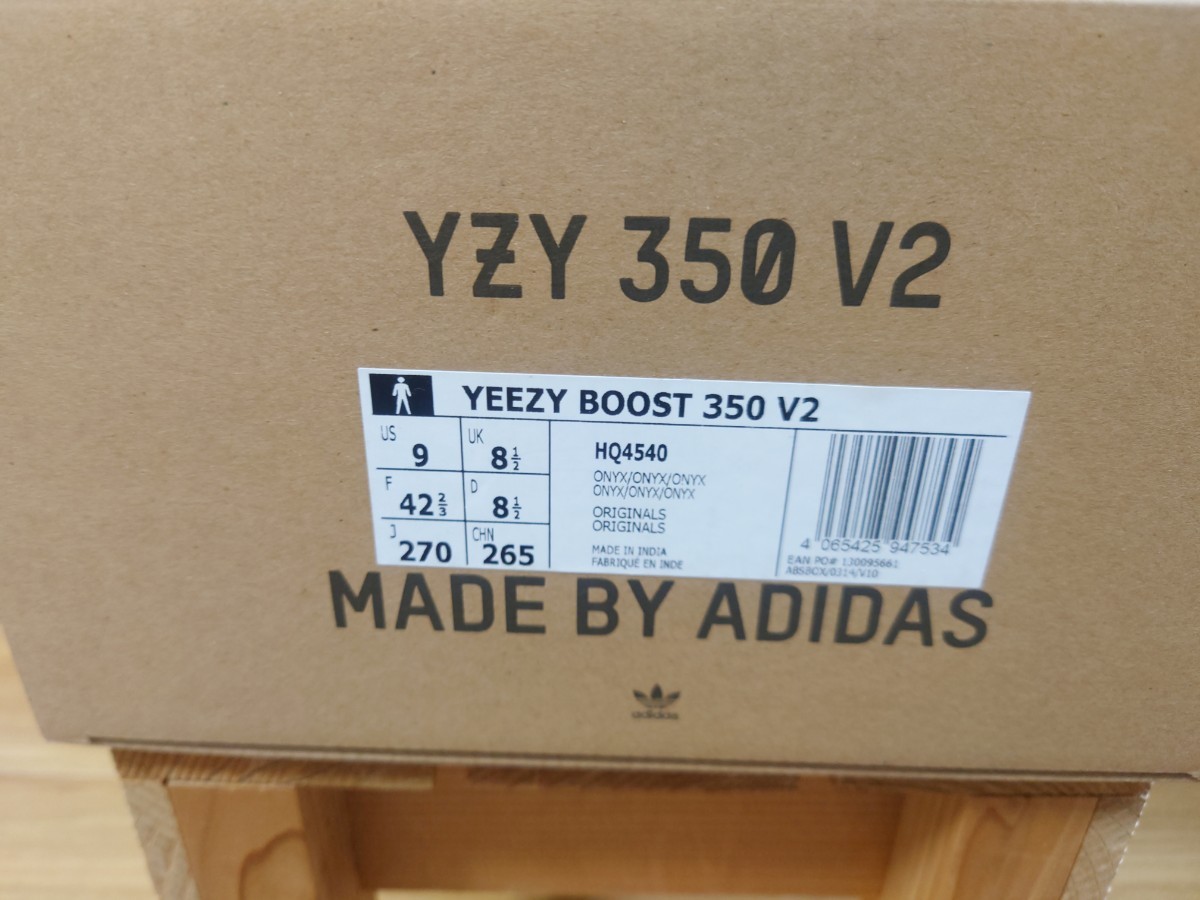 YZY 350 V2
YEEZY BOOST 350 V2
US 9
UK 8½
F 42⅔
D 8½
J 270
CHN 265
HQ4540
ONYX/ONYX/ONYX
ONYX/ONYX/ONYX
ORIGINALS
ORIGINALS
MADE IN INDIA
FABRIQUÉ EN INDE
4 065425 947534
EAN PO# 130095661
MADE BY ADIDAS
adidas